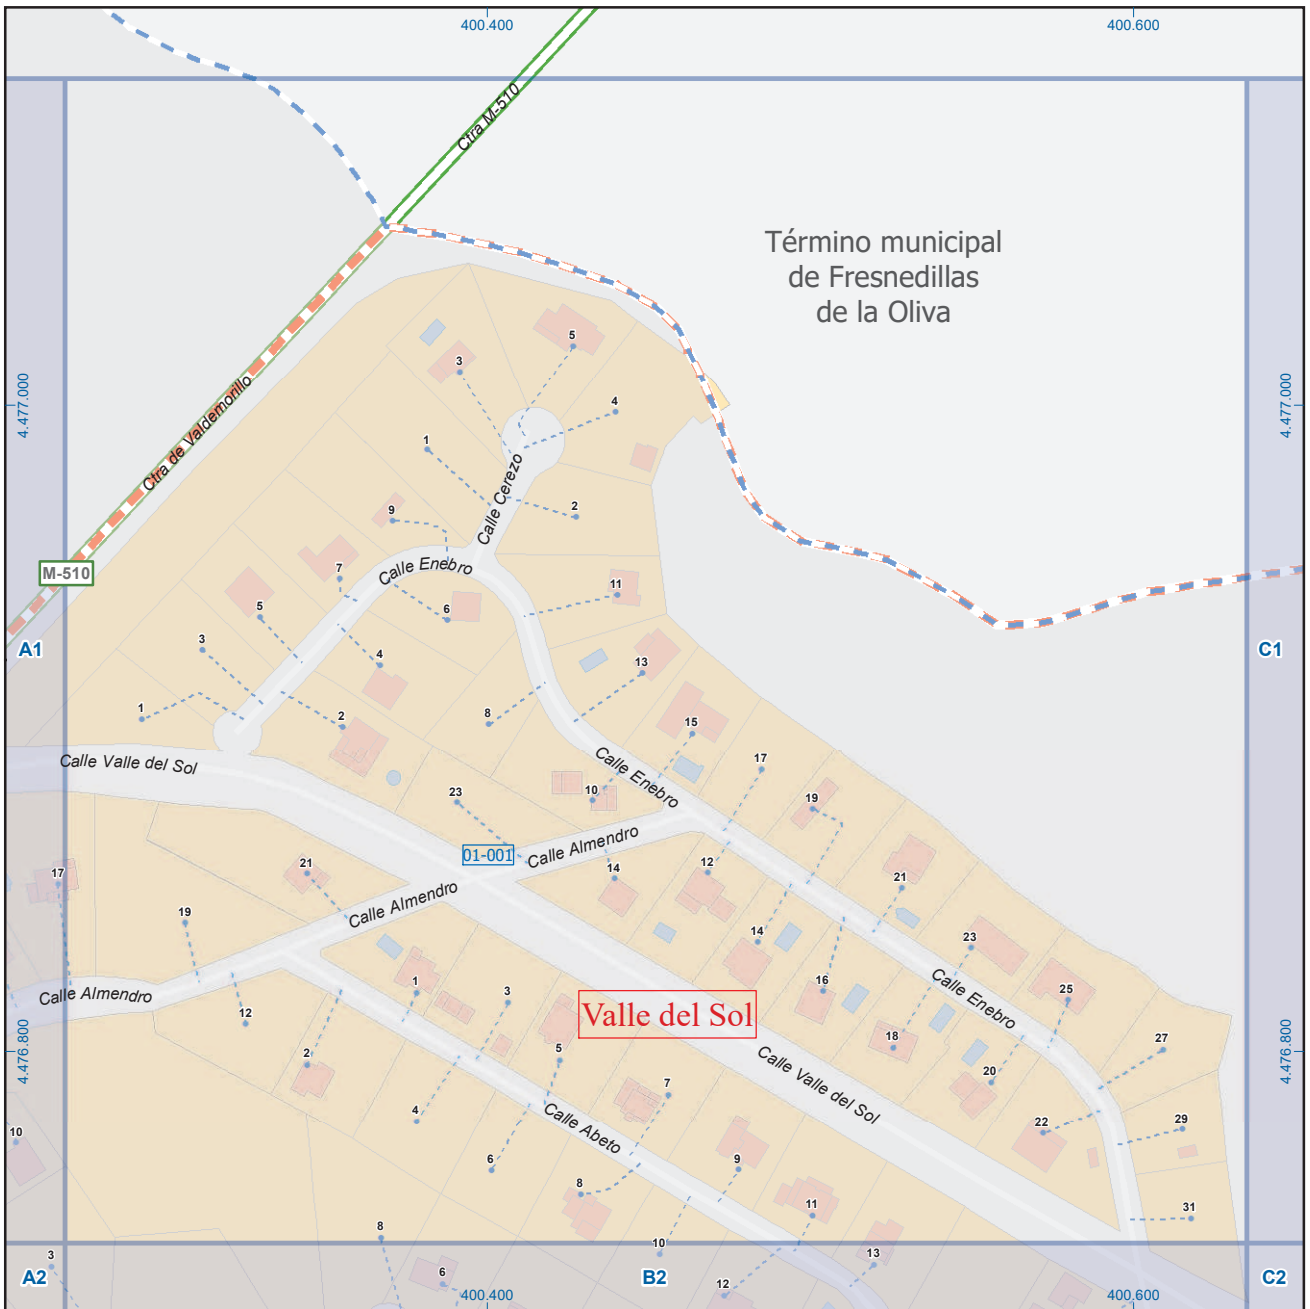 400.400
400.600
Ctra M-510
Término municipal
de Fresnedillas
de la Oliva
5
3
4.477.000
4.477.000
Ctra de Valdemorillo
4
1
Calle Cerezo
9
2
Calle Enebro
7
M-510
11
5
6
3
4
A1
C1
13
1
2
8
15
Calle Valle del Sol
17
Calle Enebro
23
10
19
01-001
Calle Almendro
21
14
12
17
Calle Almendro
21
19
14
23
1
16
Calle Enebro
25
Calle Almendro
3
12
Valle del Sol
18
27
2
5
Calle Valle del Sol
4.476.800
4.476.800
20
7
4
Calle Abeto
22
29
10
6
9
8
11
31
8
10
13
3
A2
6
B2
12
C2
400.400
400.600